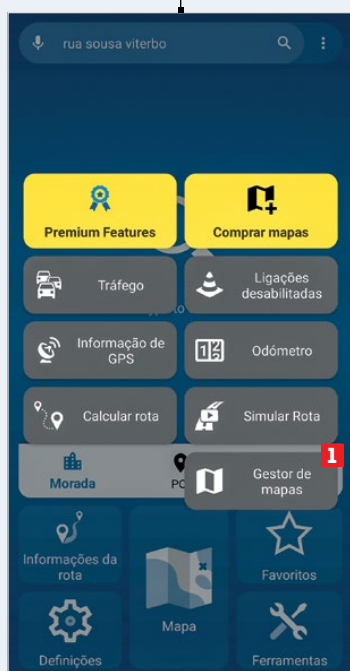 rua sousa viterbo
Premium Features
Comprar mapas
Tráfego
Ligações
desabilitadas
Informação de
GPS
Odómetro
Calcular rota
Simular Rota
1
Morada
PO
Gestor de
mapas
Informações da
rota
Mapa
Favoritos
Definições
Ferramentas